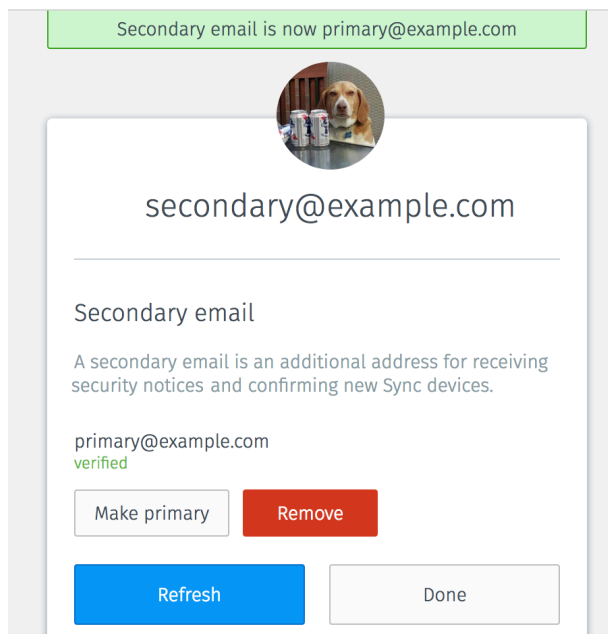 Secondary email is now primary@example.com
secondary@example.com
Secondary email
A secondary email is an additional address for receiving
security notices and confirming new Sync devices.
primary@example.com
verified
Make primary
Remove
Refresh
Done